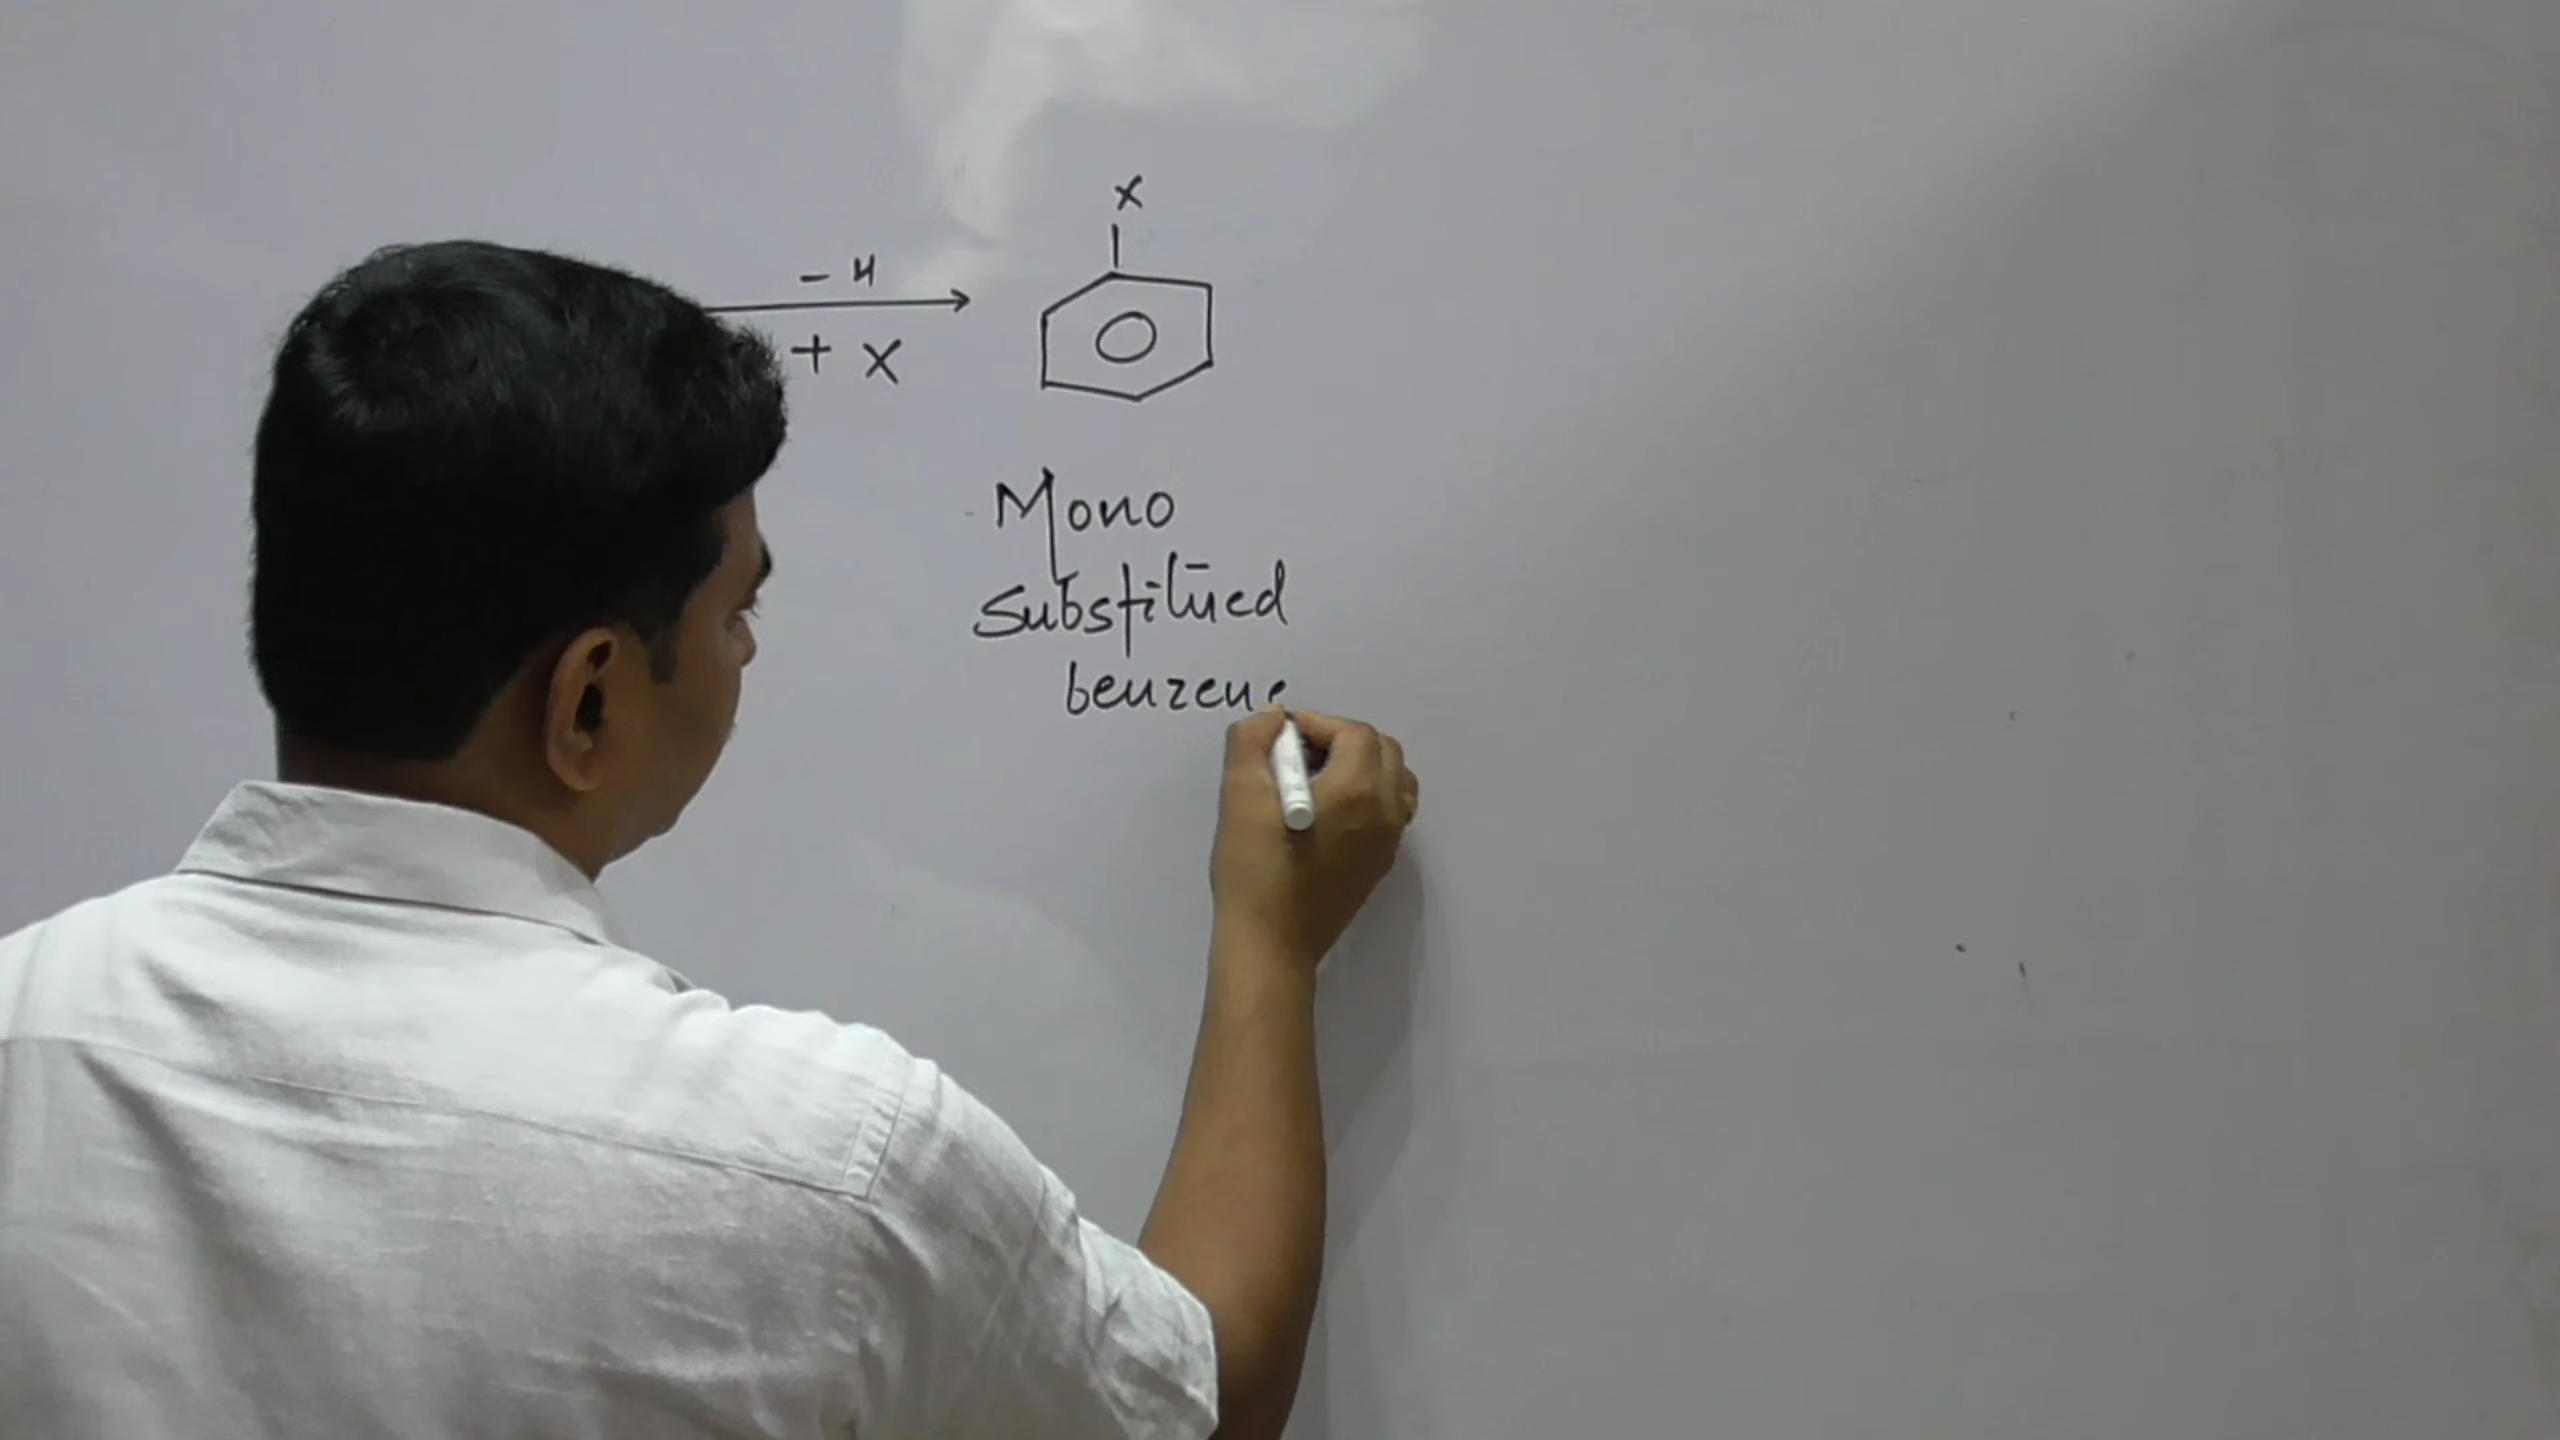 X
- H
+ X
Mono
substitued
benzene